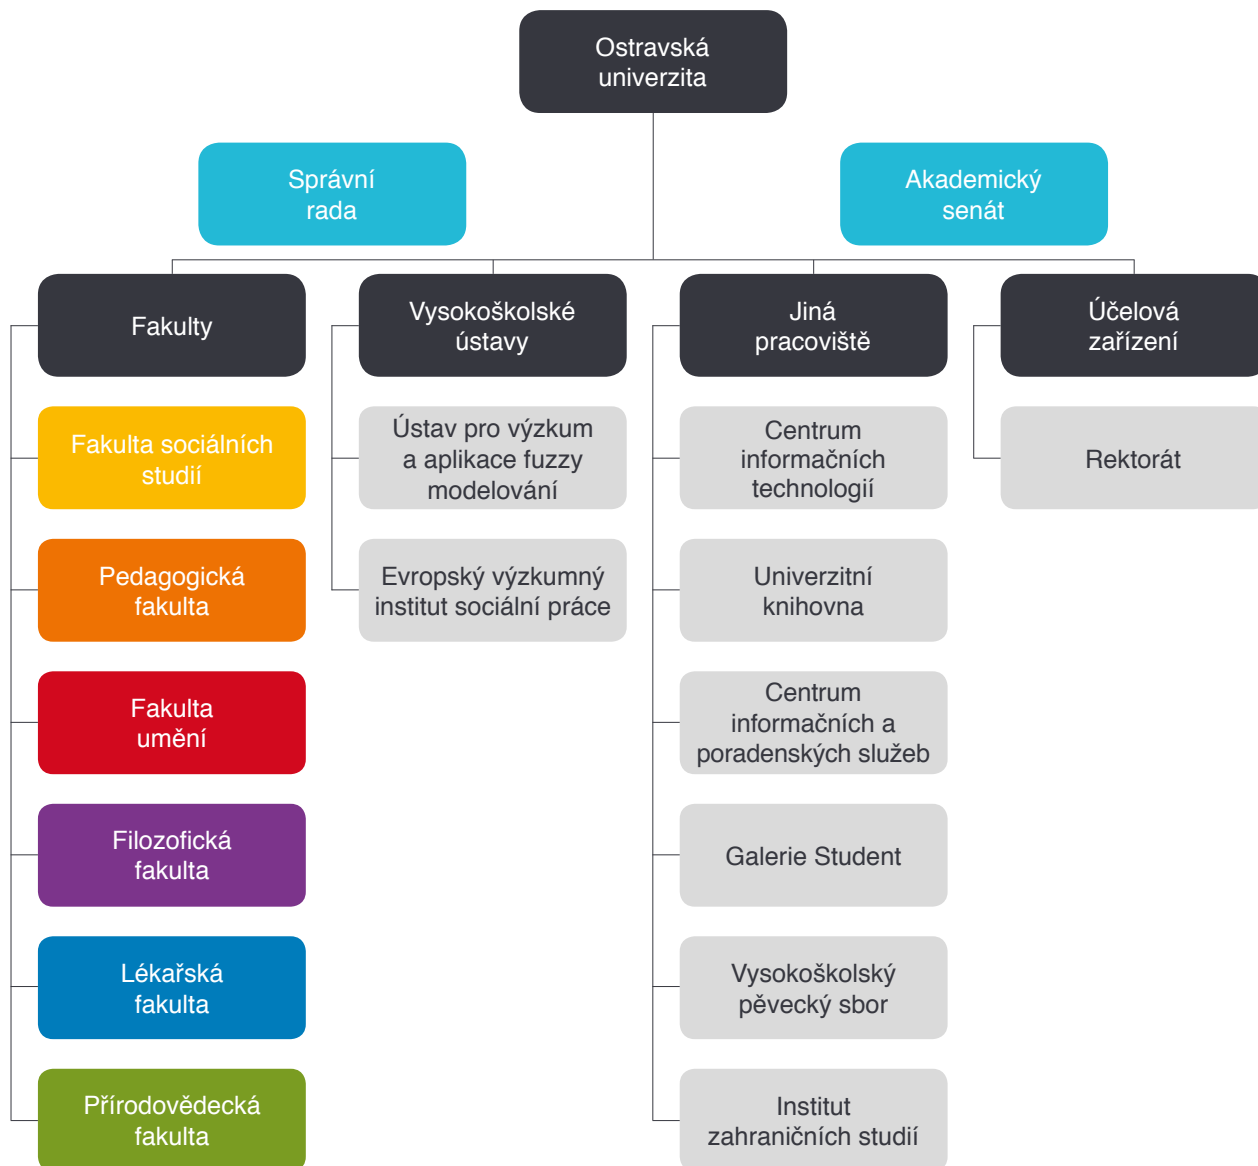 Ostravská
univerzita
Správní
rada
Akademický
senát
Fakulty
Vysokoškolské
ústavy
Jiná
pracoviště
Účelová
zařízení
Fakulta sociálních
studií
Ústav pro výzkum
a aplikace fuzzy
modelování
Centrum
informačních
technologií
Rektorát
Pedagogická
fakulta
Evropský výzkumný
institut sociální práce
Univerzitní
knihovna
Fakulta
umění
Centrum
informačních a
poradenských služeb
Filozofická
fakulta
Galerie Student
Lékařská
fakulta
Vysokoškolský
pěvecký sbor
Přírodovědecká
fakulta
Institut
zahraničních studií